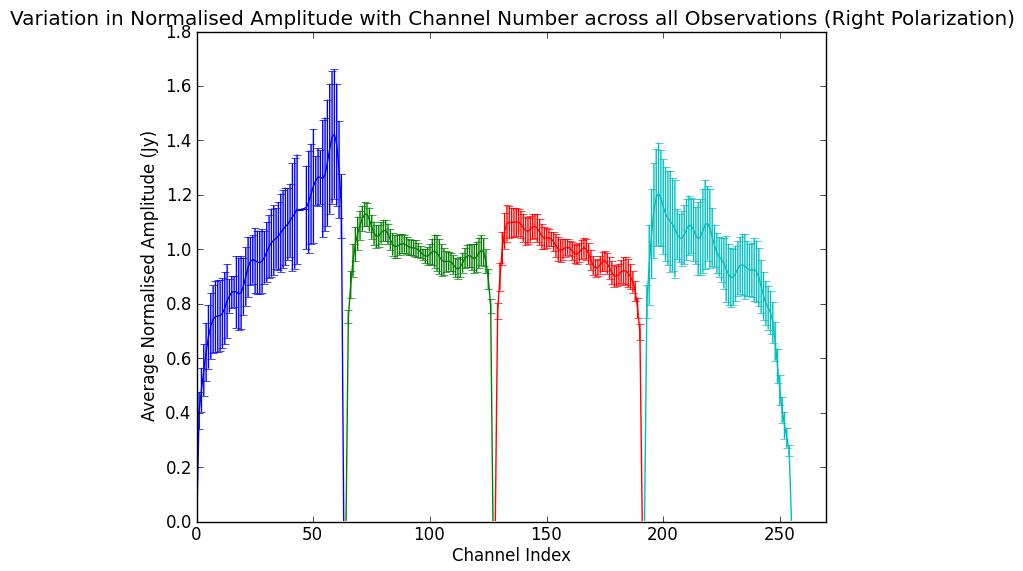 Variation in Normalised Amplitude with Channel Number across all Observations (Right Polarization)
1.8
1.6
1.4
1.2
1.0
0.8
0.6
0.4
0.2
0.0
Average Normalised Amplitude (Jy)
0 50 100 150 200 250
Channel Index